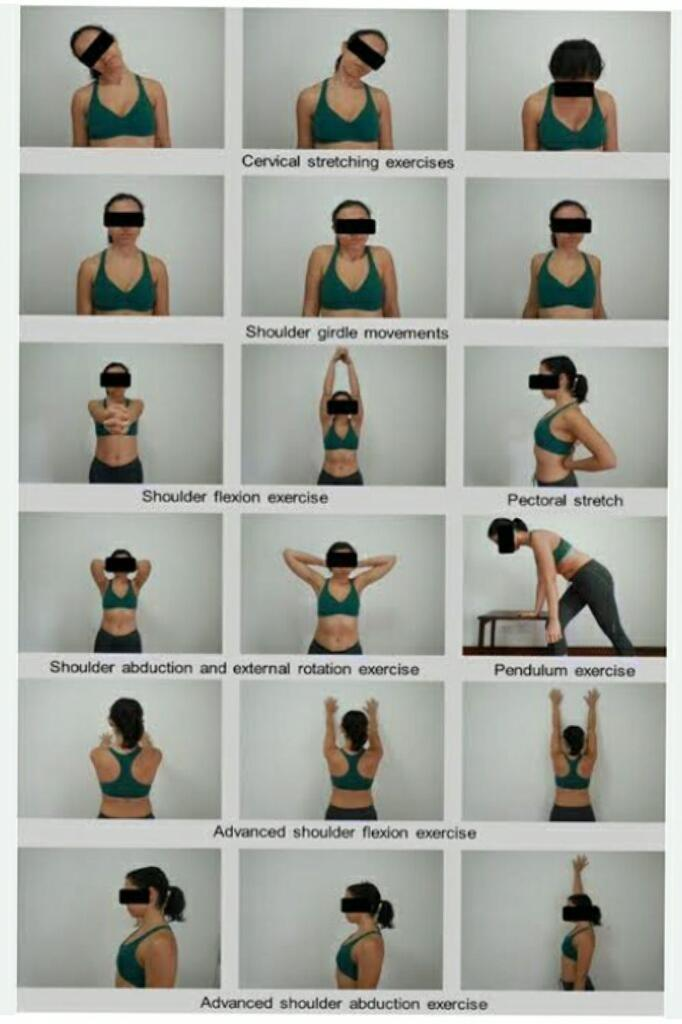 Cervical stretching exercises
Shoulder girdle movements
Shoulder flexion exercise
Pectoral stretch
Shoulder abduction and external rotation exercise
Pendulum exercise
Advanced shoulder flexion exercise
Advanced shoulder abduction exercise